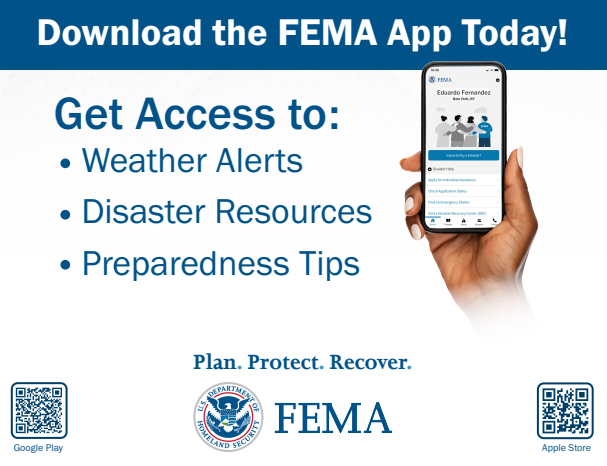 Download the FEMA App Today!
Get Access to:
• Weather Alerts
• Disaster Resources
• Preparedness Tips
FEMA
Eduardo Fernandez
New York, NY
Impacted by a Disaster?
Disaster Help
Apply for Individual Assistance
Check Application Status
Find an Emergency Shelter
Visit a Disaster Recovery Center (DRC)
Plan. Protect. Recover.
U.S. DEPARTMENT OF
HOMELAND SECURITY
FEMA
Google Play
Apple Store